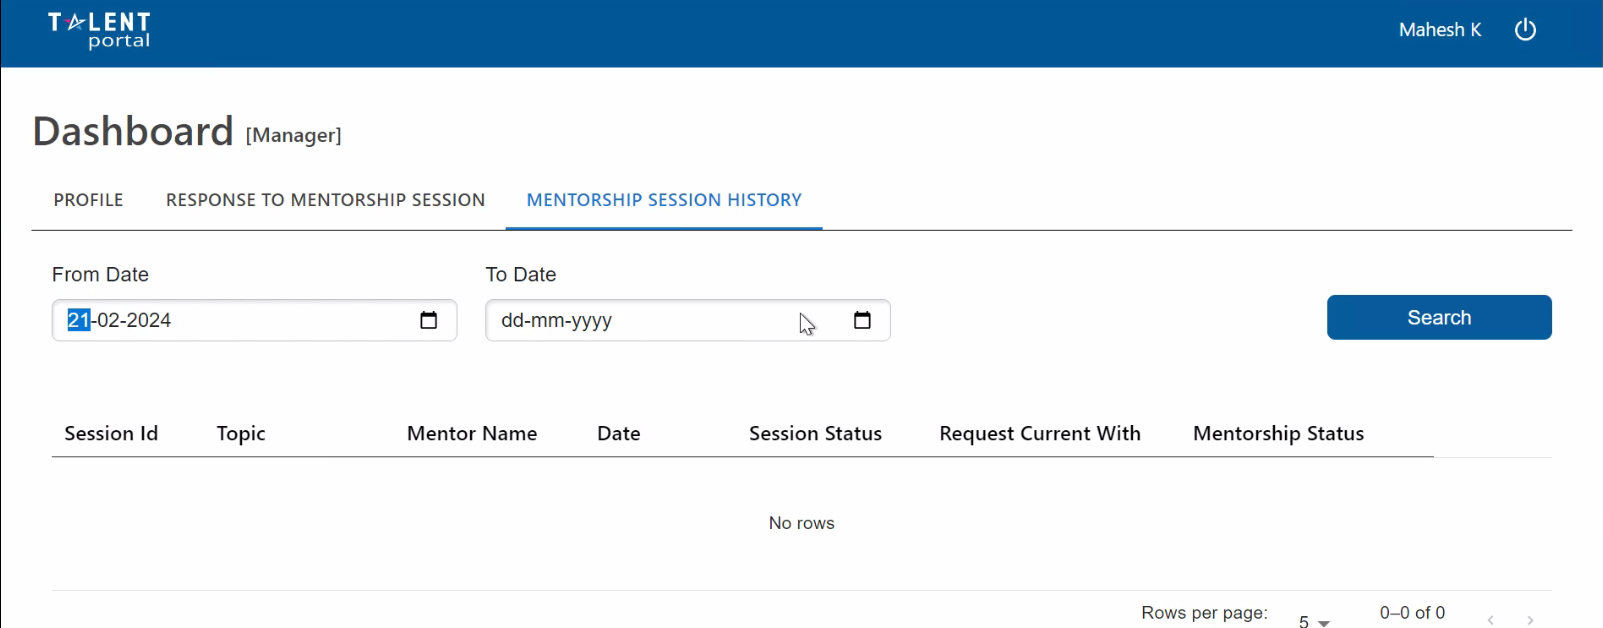 TALENT
portal
Mahesh K
Dashboard [Manager]
PROFILE RESPONSE TO MENTORSHIP SESSION MENTORSHIP SESSION HISTORY
From Date To Date
21-02-2024 dd-mm-yyyy Search
Session Id Topic Mentor Name Date Session Status Request Current With Mentorship Status
No rows
Rows per page: 5 0–0 of 0